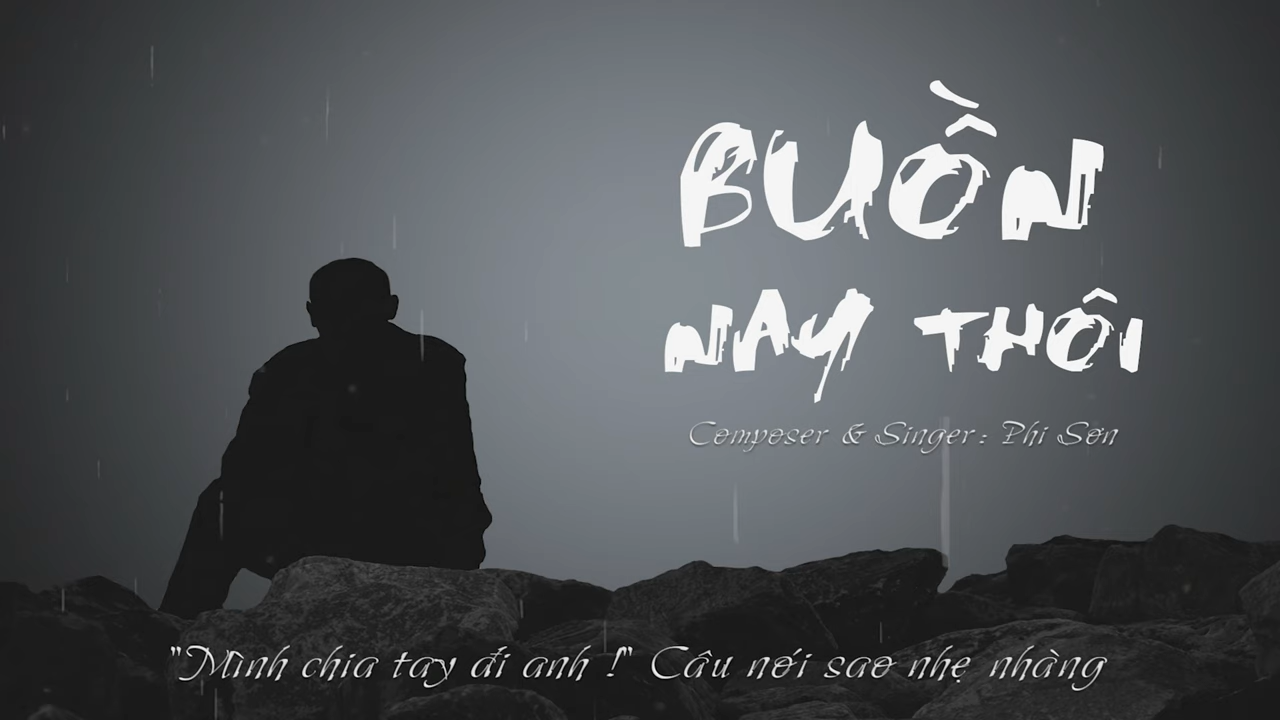 BUỒN
NAY THÔI
Composer & Singer: Phi Sơn
"Mình chia tay đi anh !" Câu nói sao nhẹ nhàng